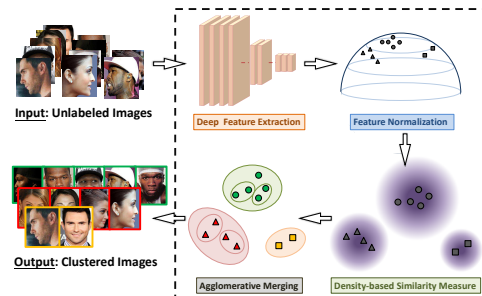 Input: Unlabeled Images
Deep Feature Extraction
Feature Normalization
Output: Clustered Images
Agglomerative Merging
Density-based Similarity Measure